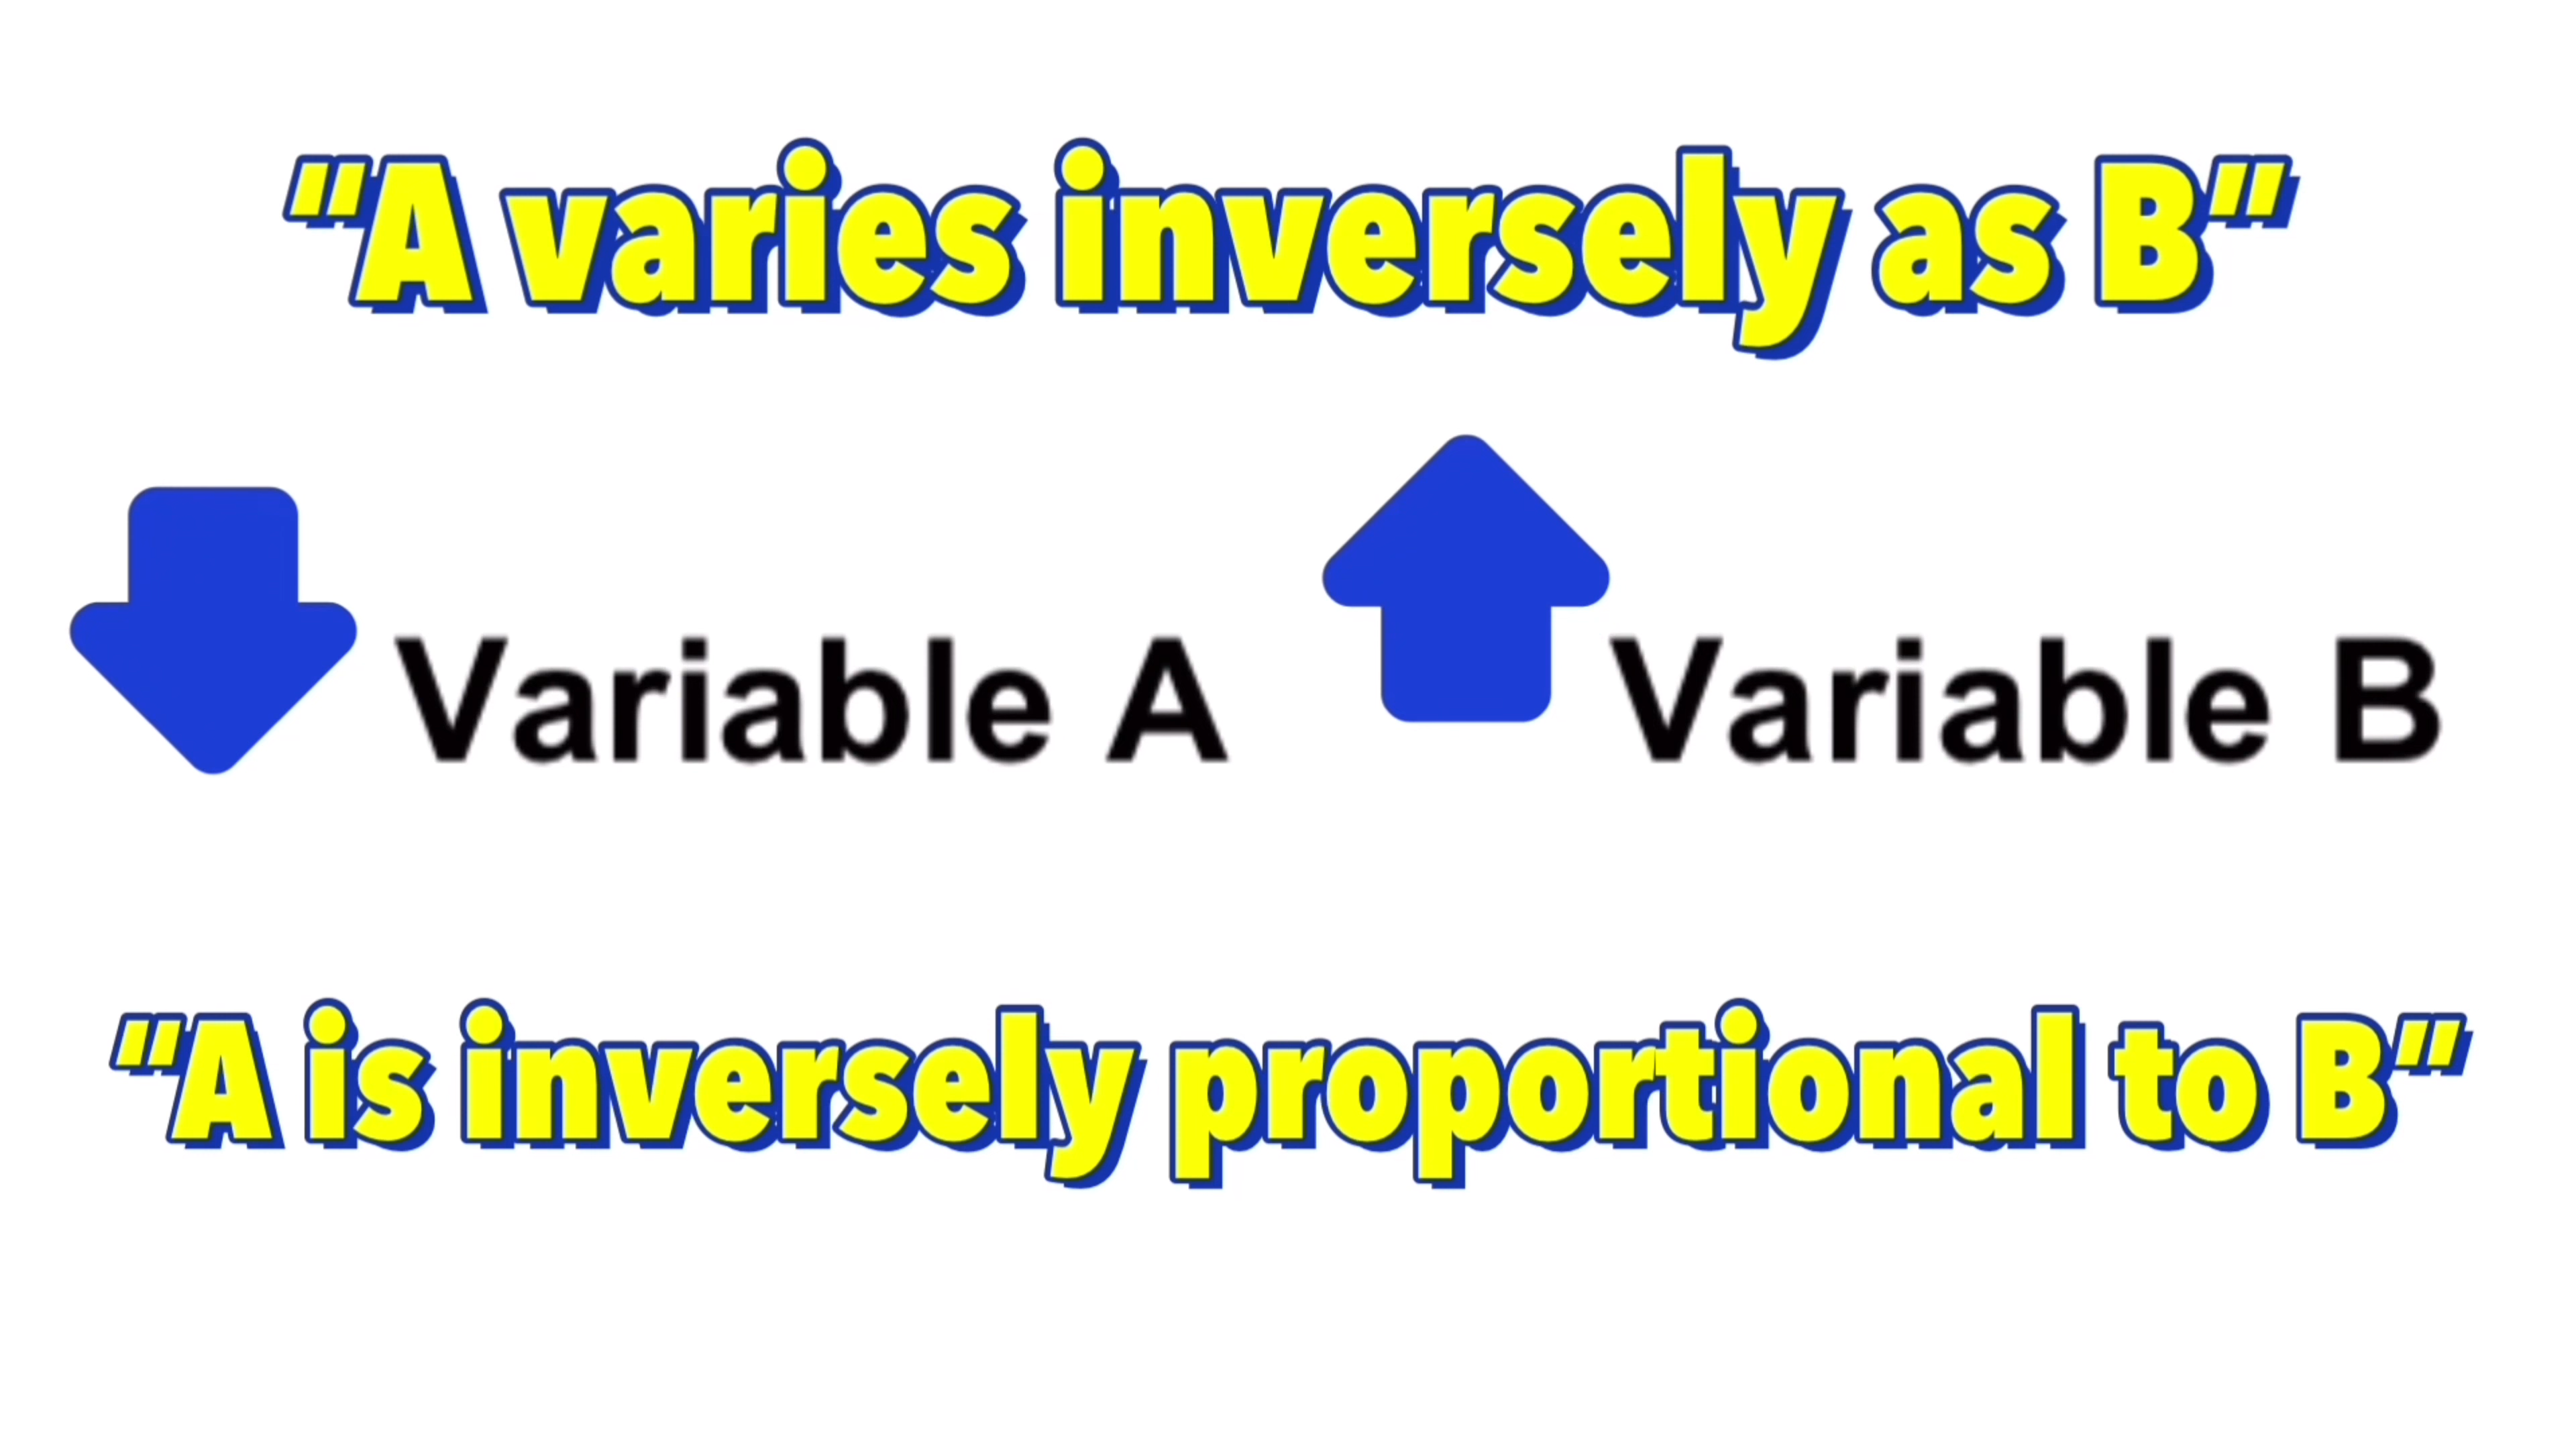 "A varies inversely as B"
Variable A Variable B
"A is inversely proportional to B"